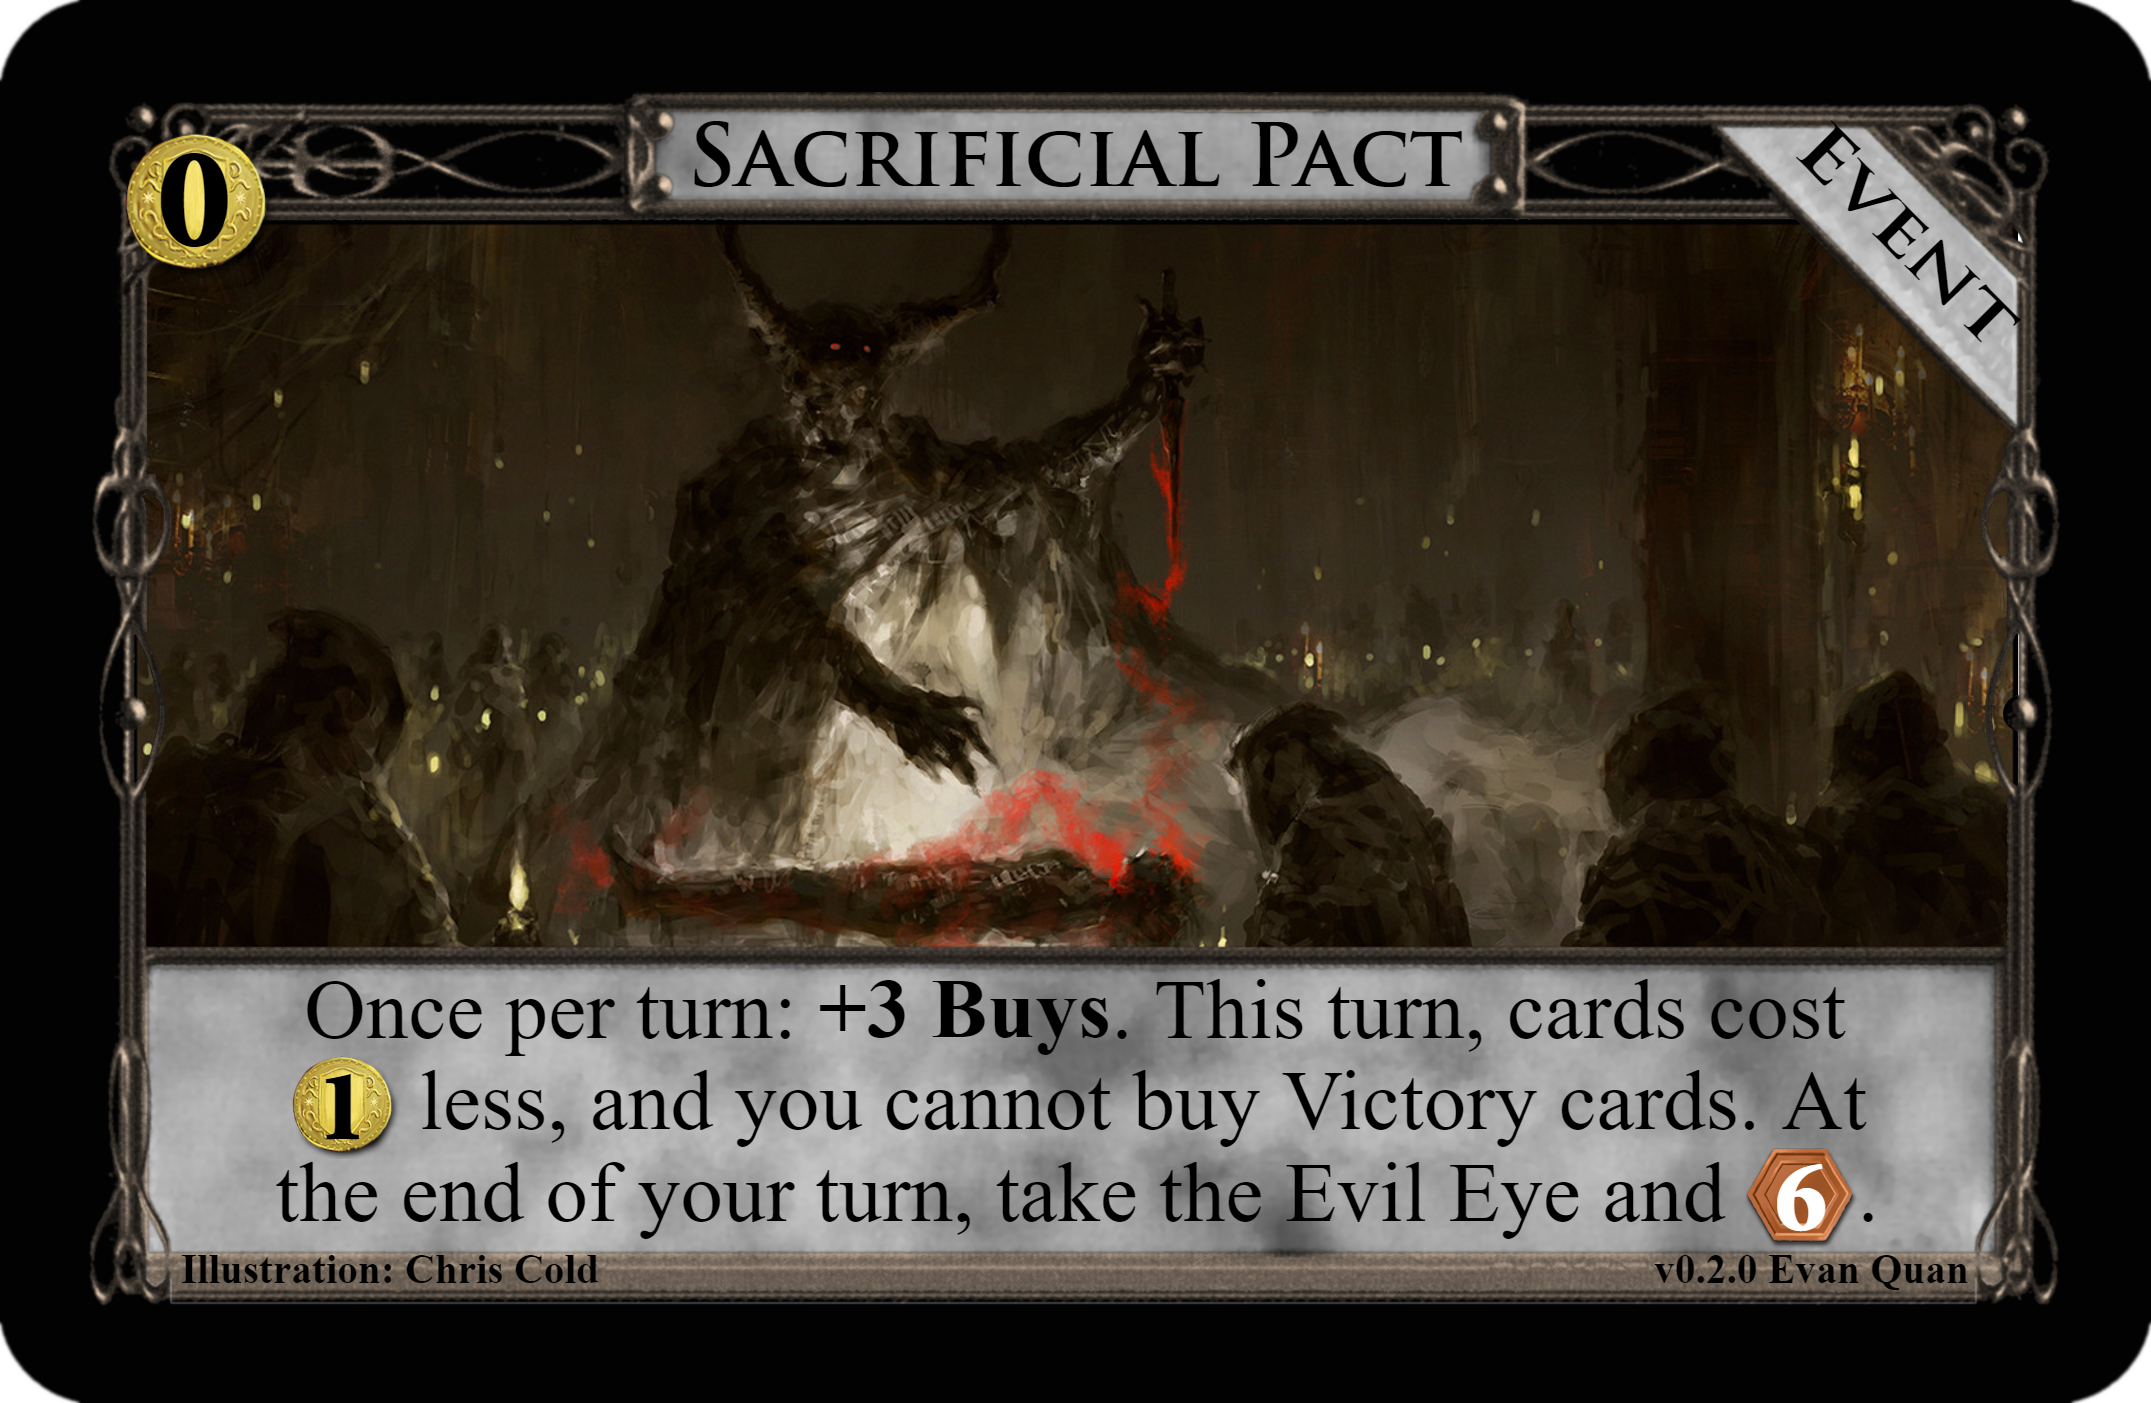 0
Sacrificial Pact
Event
Once per turn: +3 Buys. This turn, cards cost
1 less, and you cannot buy Victory cards. At
the end of your turn, take the Evil Eye and 6.
Illustration: Chris Cold
v0.2.0 Evan Quan